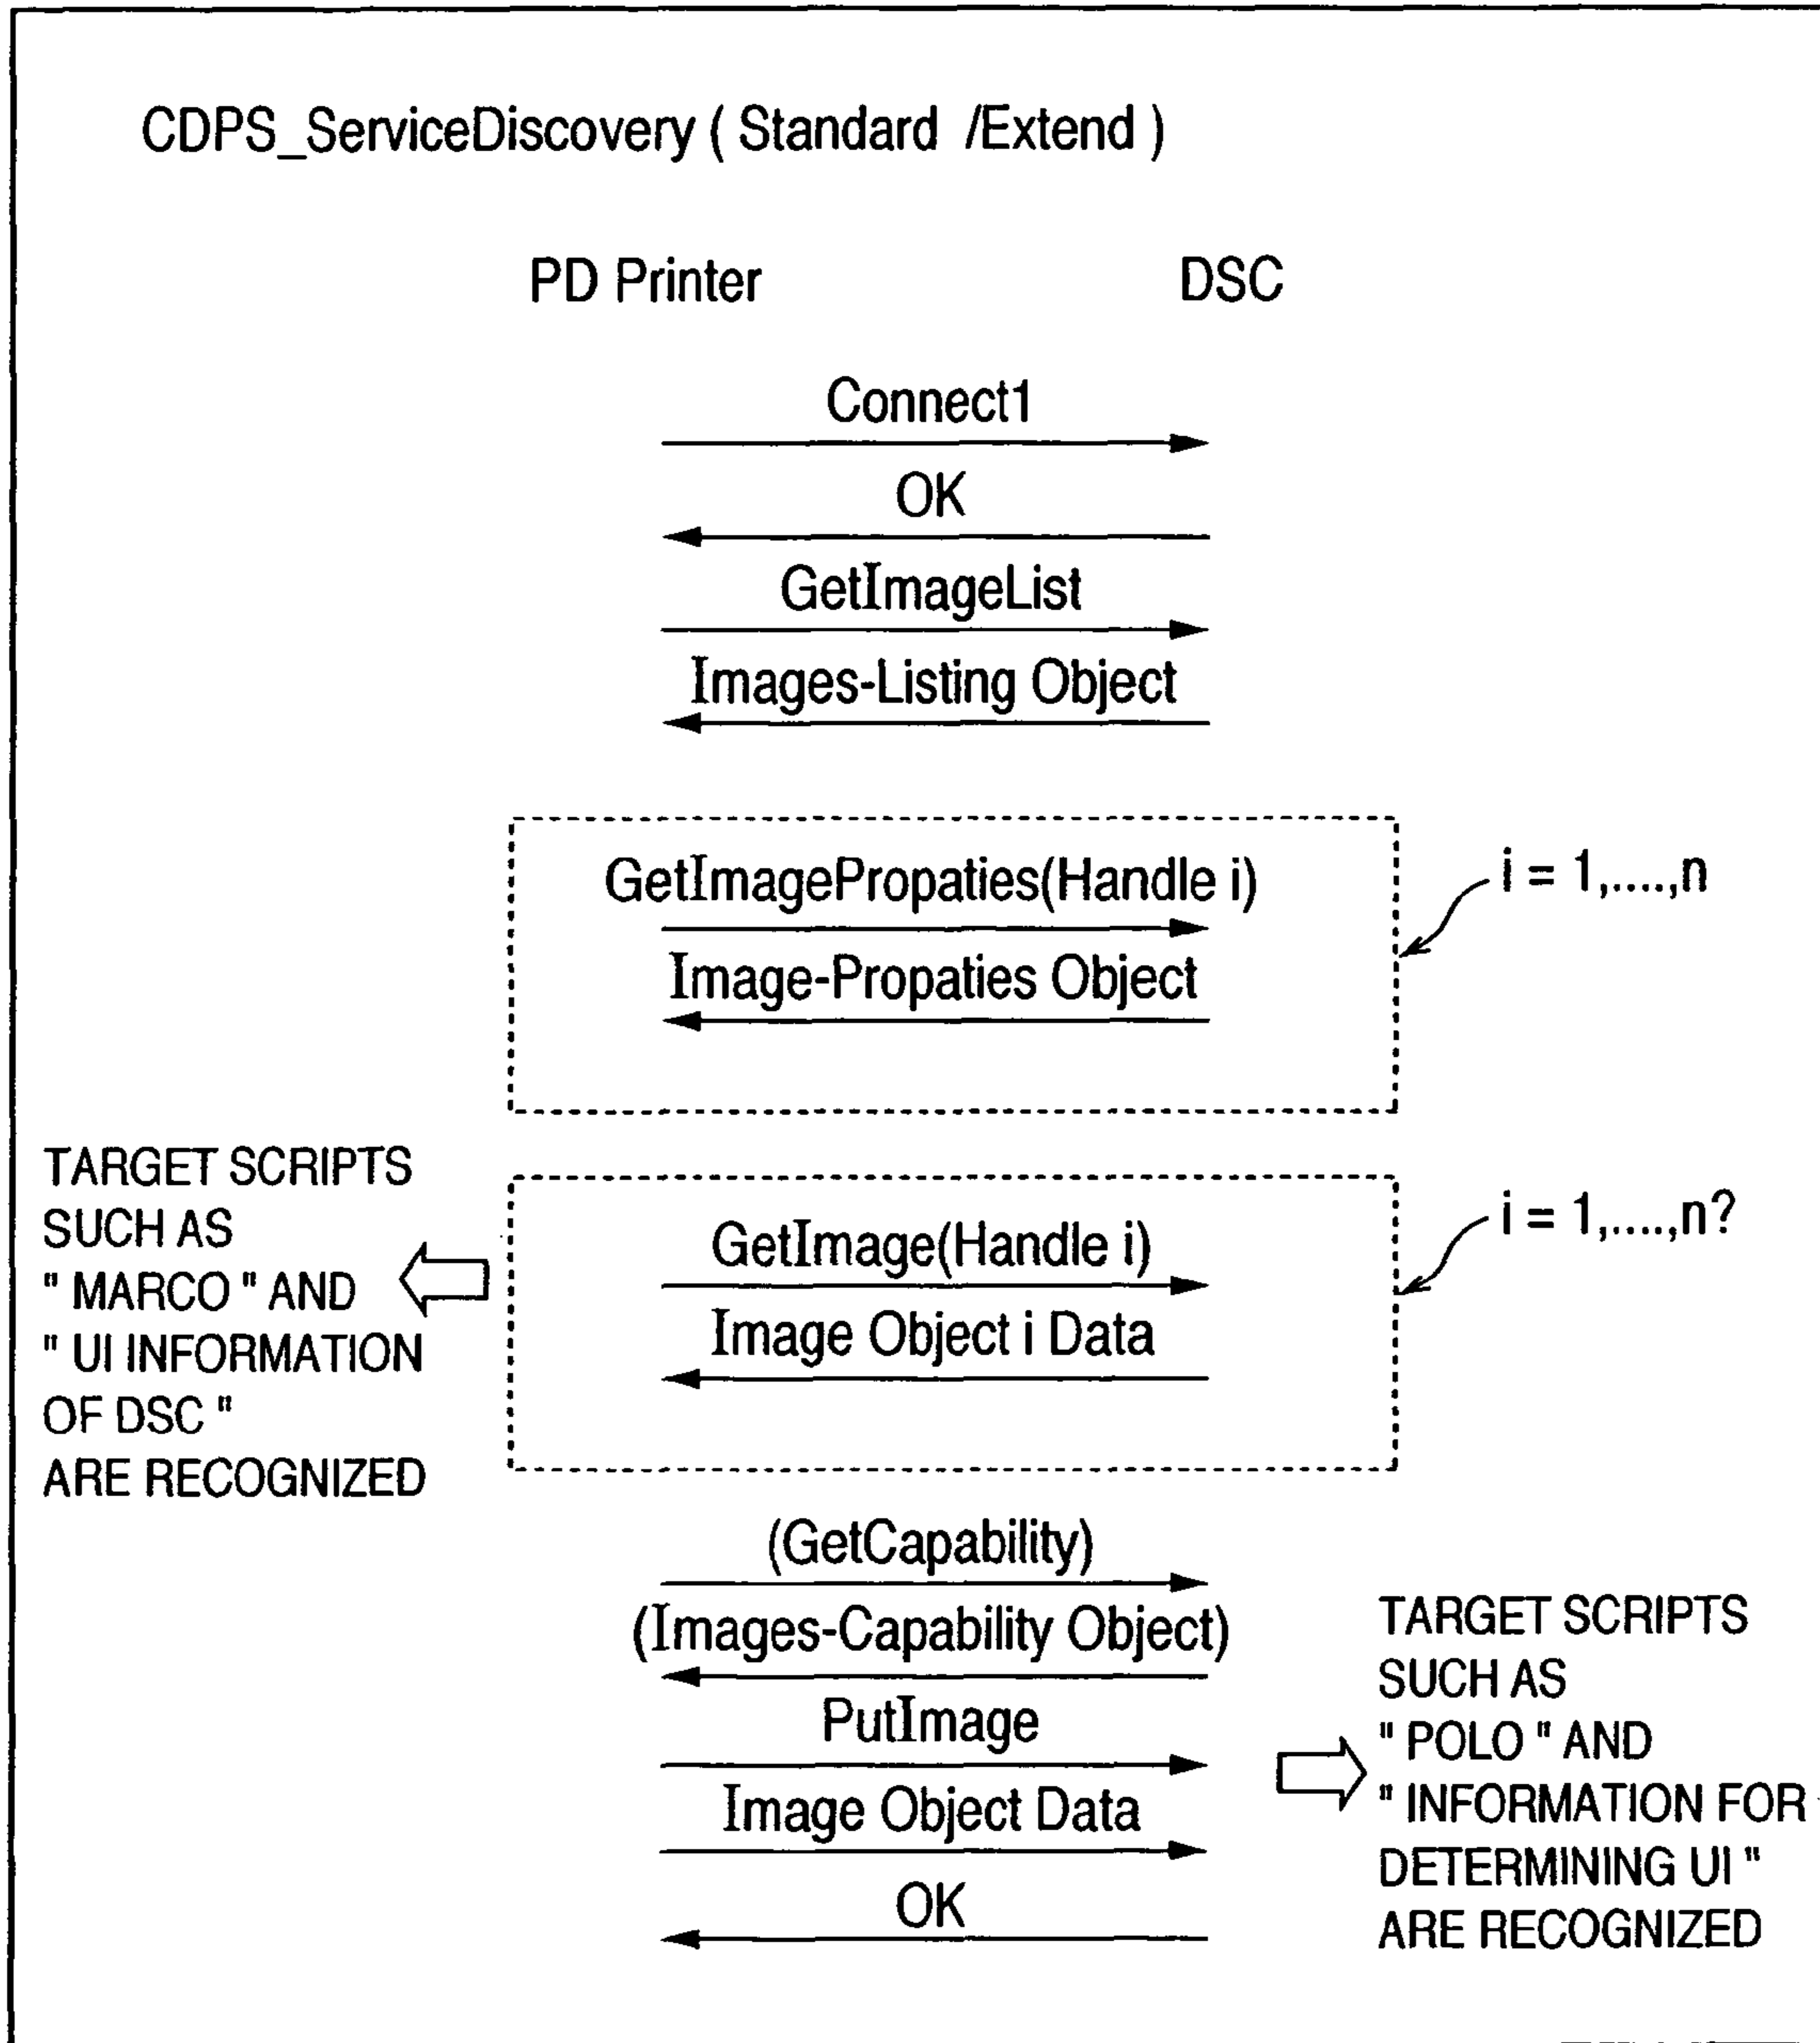 CDPS_ServiceDiscovery ( Standard /Extend )
PD Printer
DSC
Connect1
OK
GetImageList
Images-Listing Object
GetImagePropaties(Handle i)
i = 1,....,n
Image-Propaties Object
TARGET SCRIPTS
SUCH AS
" MARCO " AND
" UI INFORMATION
OF DSC "
ARE RECOGNIZED
GetImage(Handle i)
i = 1,....,n?
Image Object i Data
(GetCapability)
(Images-Capability Object)
PutImage
Image Object Data
OK
TARGET SCRIPTS
SUCH AS
" POLO " AND
" INFORMATION FOR
DETERMINING UI "
ARE RECOGNIZED